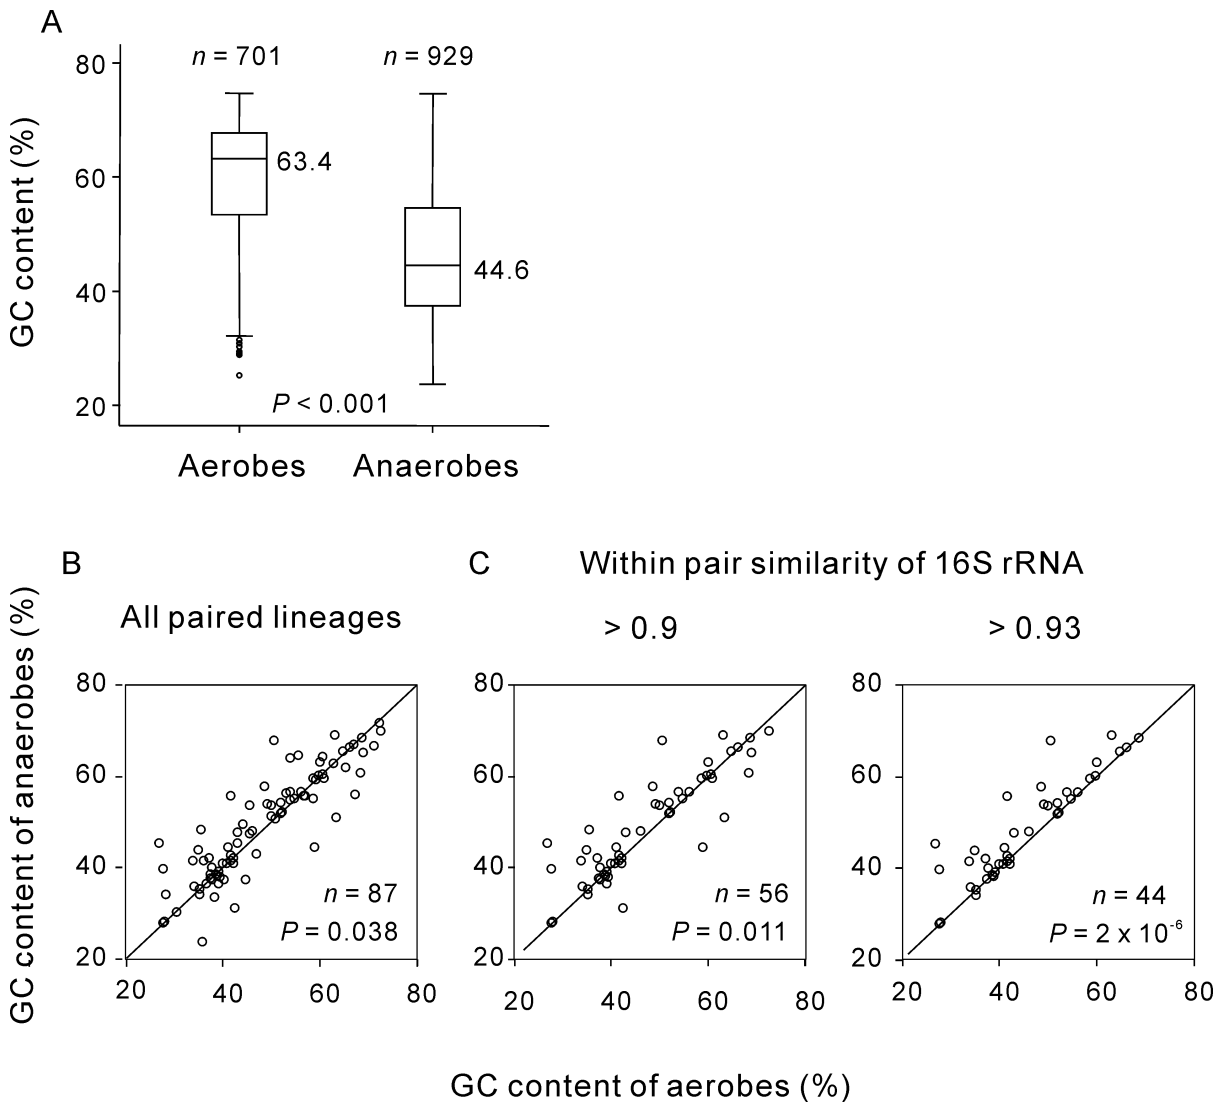 A
n = 701 n = 929
80
60
40
20
GC content (%)
63.4
44.6
P < 0.001
Aerobes Anaerobes
B
C Within pair similarity of 16S rRNA
All paired lineages
> 0.9
> 0.93
GC content of anaerobes (%)
80
60
40
20
n = 87
P = 0.038
20 40 60 80
60
40
20
n = 56
P = 0.011
20 40 60 80
60
40
20
n = 44
P = 2 x 10⁻⁶
20 40 60 80
GC content of aerobes (%)